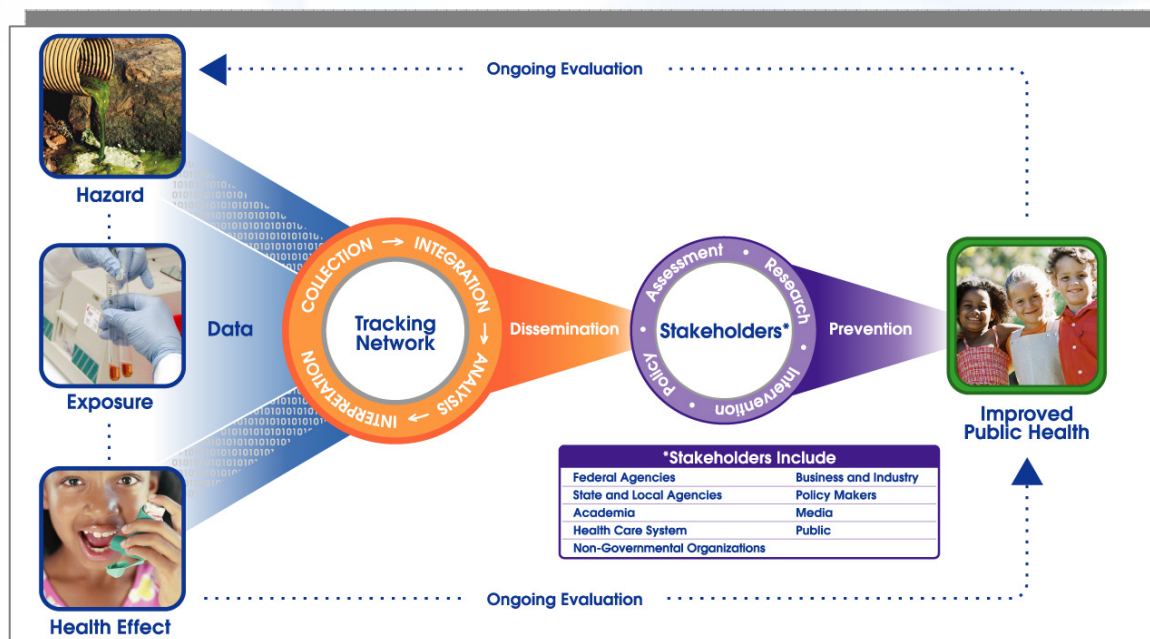 Ongoing Evaluation
Hazard
Exposure
Health Effect
Data
COLLECTION → INTEGRATION → ANALYSIS → INTERPRETATION
Tracking
Network
Dissemination
Assessment • Research • Intervention • Policy •
Stakeholders*
Prevention
Improved
Public Health
*Stakeholders Include
Federal Agencies
State and Local Agencies
Academia
Health Care System
Non-Governmental Organizations
Business and Industry
Policy Makers
Media
Public
Ongoing Evaluation